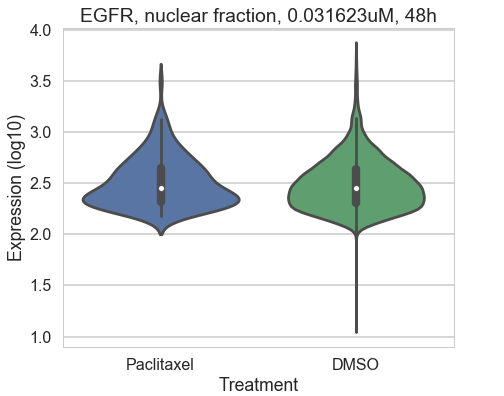 EGFR, nuclear fraction, 0.031623uM, 48h
Expression (log10)
4.0
3.5
3.0
2.5
2.0
1.5
1.0
Paclitaxel DMSO
Treatment